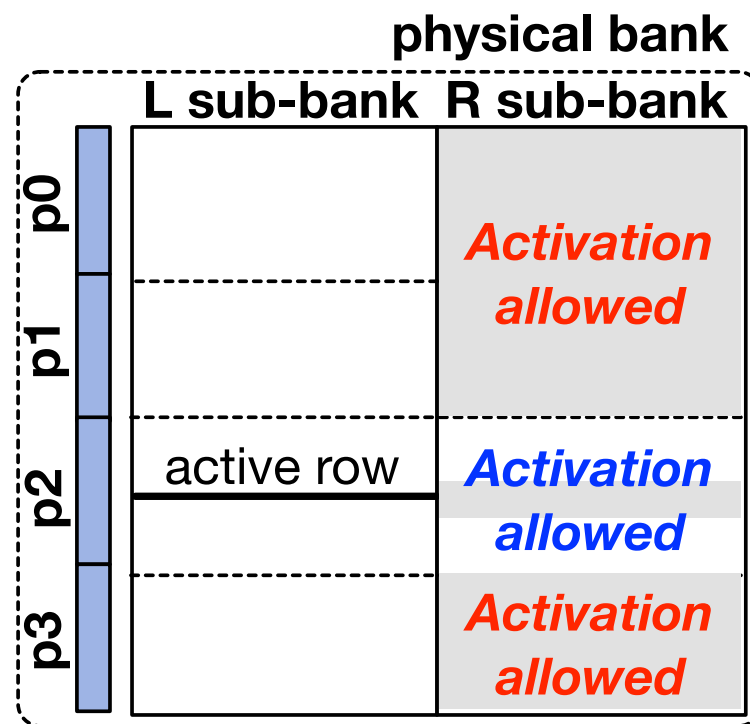 physical bank
L sub-bank R sub-bank
p0
Activation
allowed
p1
active row
Activation
p2
allowed
p3
Activation
allowed